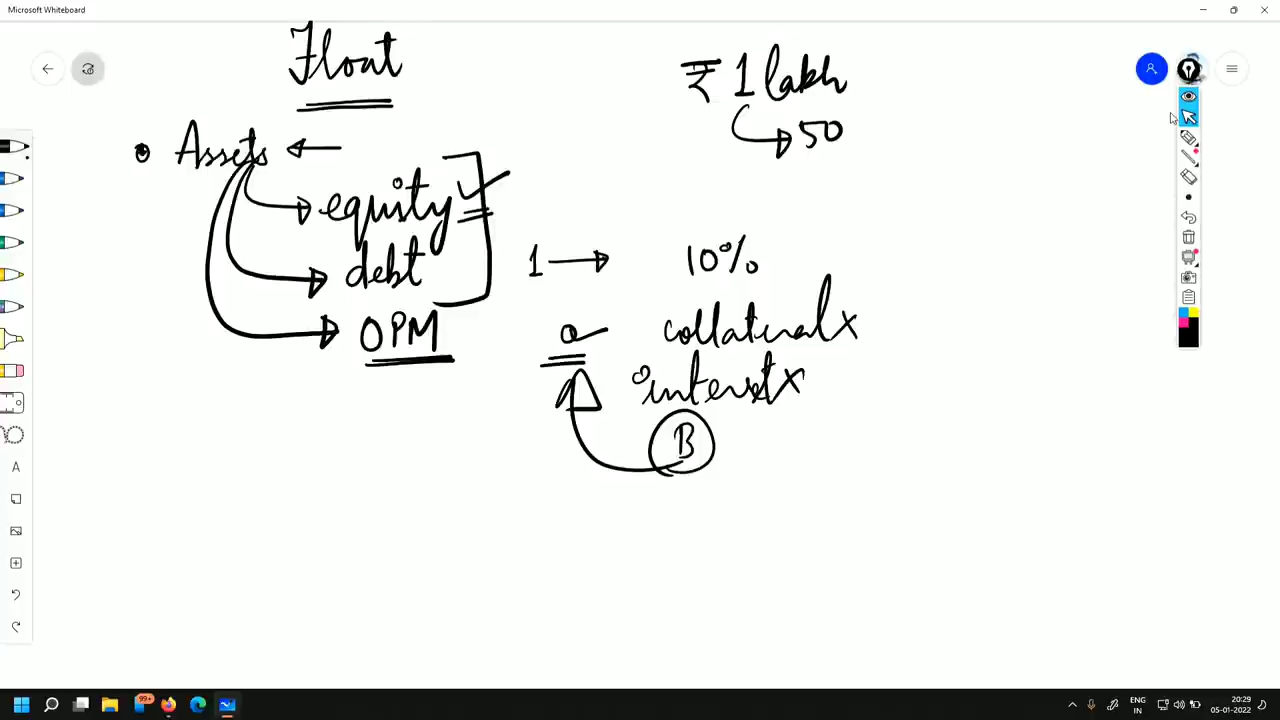 Microsoft Whiteboard
Float
₹ 1 lakh
50
Assets
equity
debt
1 10%
OPM
collateral x
interest x
B
A
99+
ENG
IN
20:29
05-01-2022